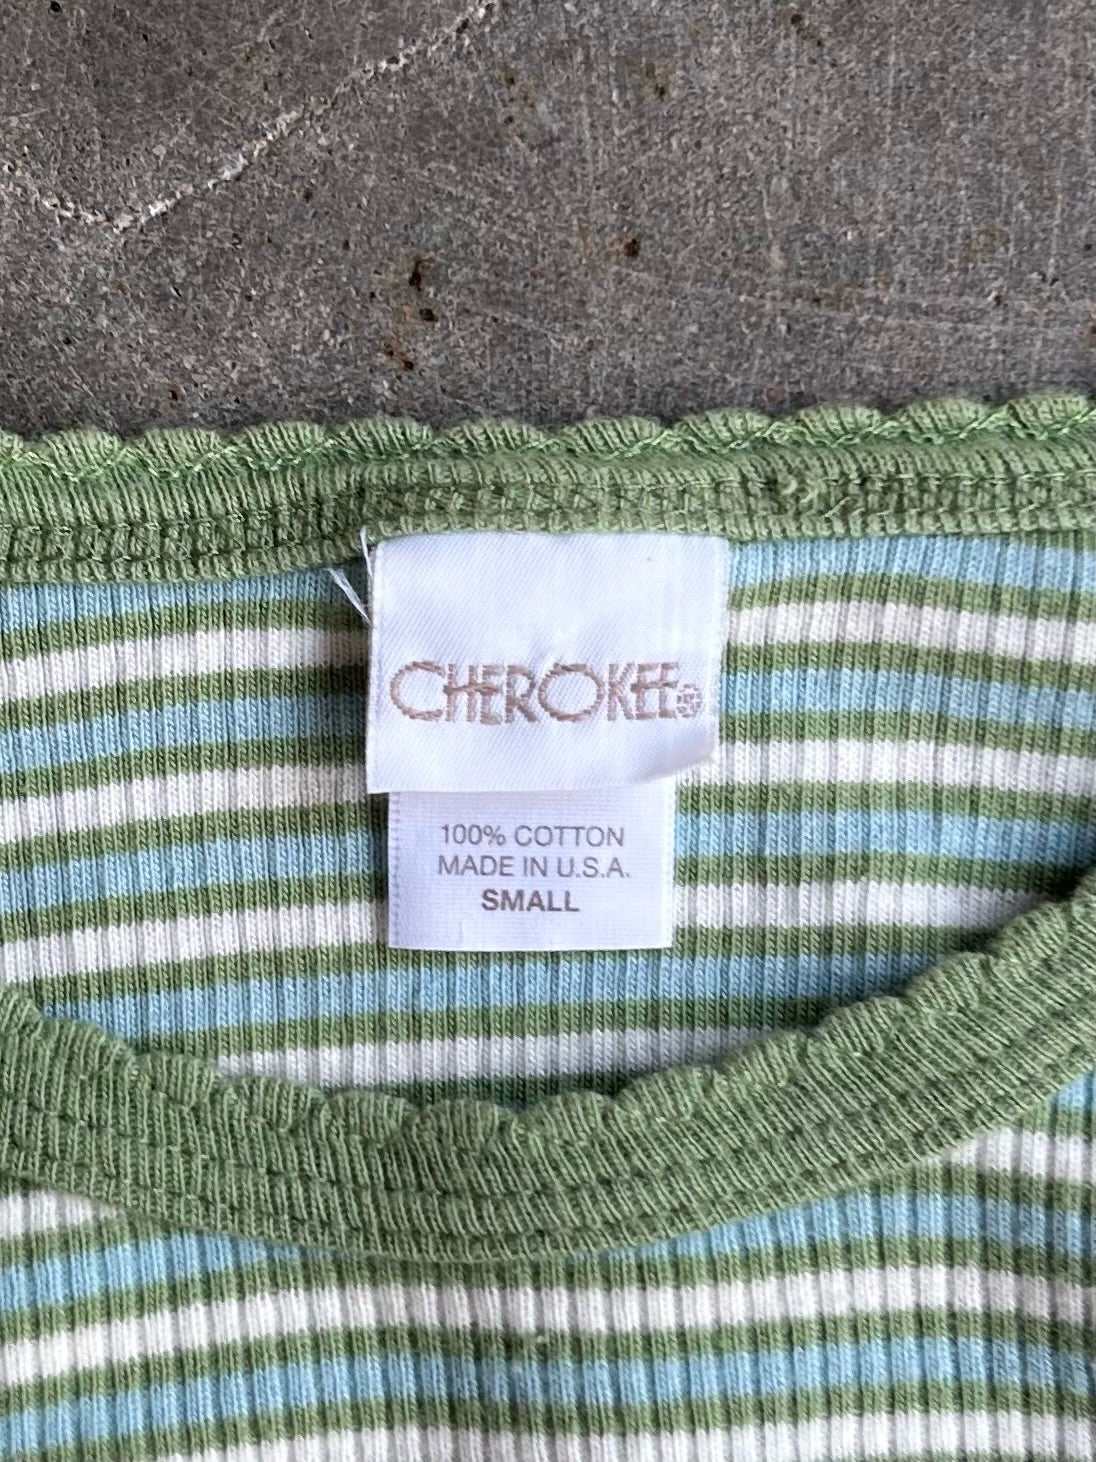 CHEROKEE®
100% COTTON
MADE IN U.S.A.
SMALL